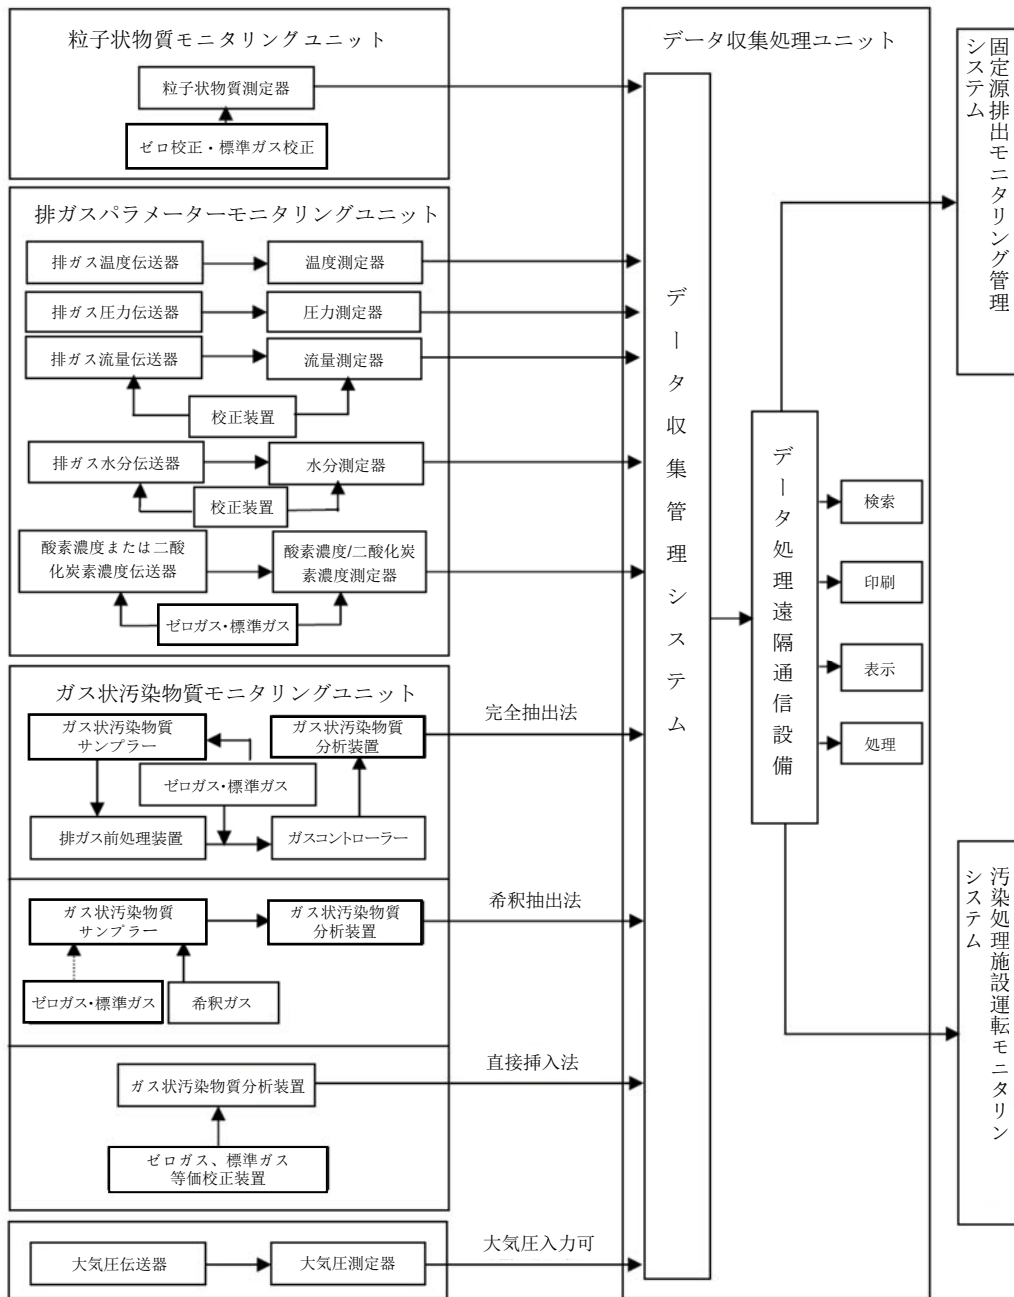 粒子状物質モニタリングユニット
粒子状物質測定器
ゼロ校正・標準ガス校正
排ガスパラメーターモニタリングユニット
排ガス温度伝送器
温度測定器
排ガス圧力伝送器
圧力測定器
排ガス流量伝送器
流量測定器
校正装置
排ガス水分伝送器
水分測定器
校正装置
酸素濃度または二酸
化炭素濃度伝送器
酸素濃度/二酸化炭
素濃度測定器
ゼロガス・標準ガス
ガス状汚染物質モニタリングユニット
ガス状汚染物質
サンプラー
ガス状汚染物質
分析装置
ゼロガス・標準ガス
排ガス前処理装置
ガスコントローラー
完全抽出法
ガス状汚染物質
サンプラー
ガス状汚染物質
分析装置
ゼロガス・標準ガス
希釈ガス
希釈抽出法
ガス状汚染物質分析装置
ゼロガス、標準ガス
等価校正装置
直接挿入法
大気圧伝送器
大気圧測定器
大気圧入力可
データ収集処理ユニット
データ収集管理システム
データ処理遠隔通信設備
検索
印刷
表示
処理
固定源排出モニタリング管理
システム
汚染処理施設運転モニタリン
システム